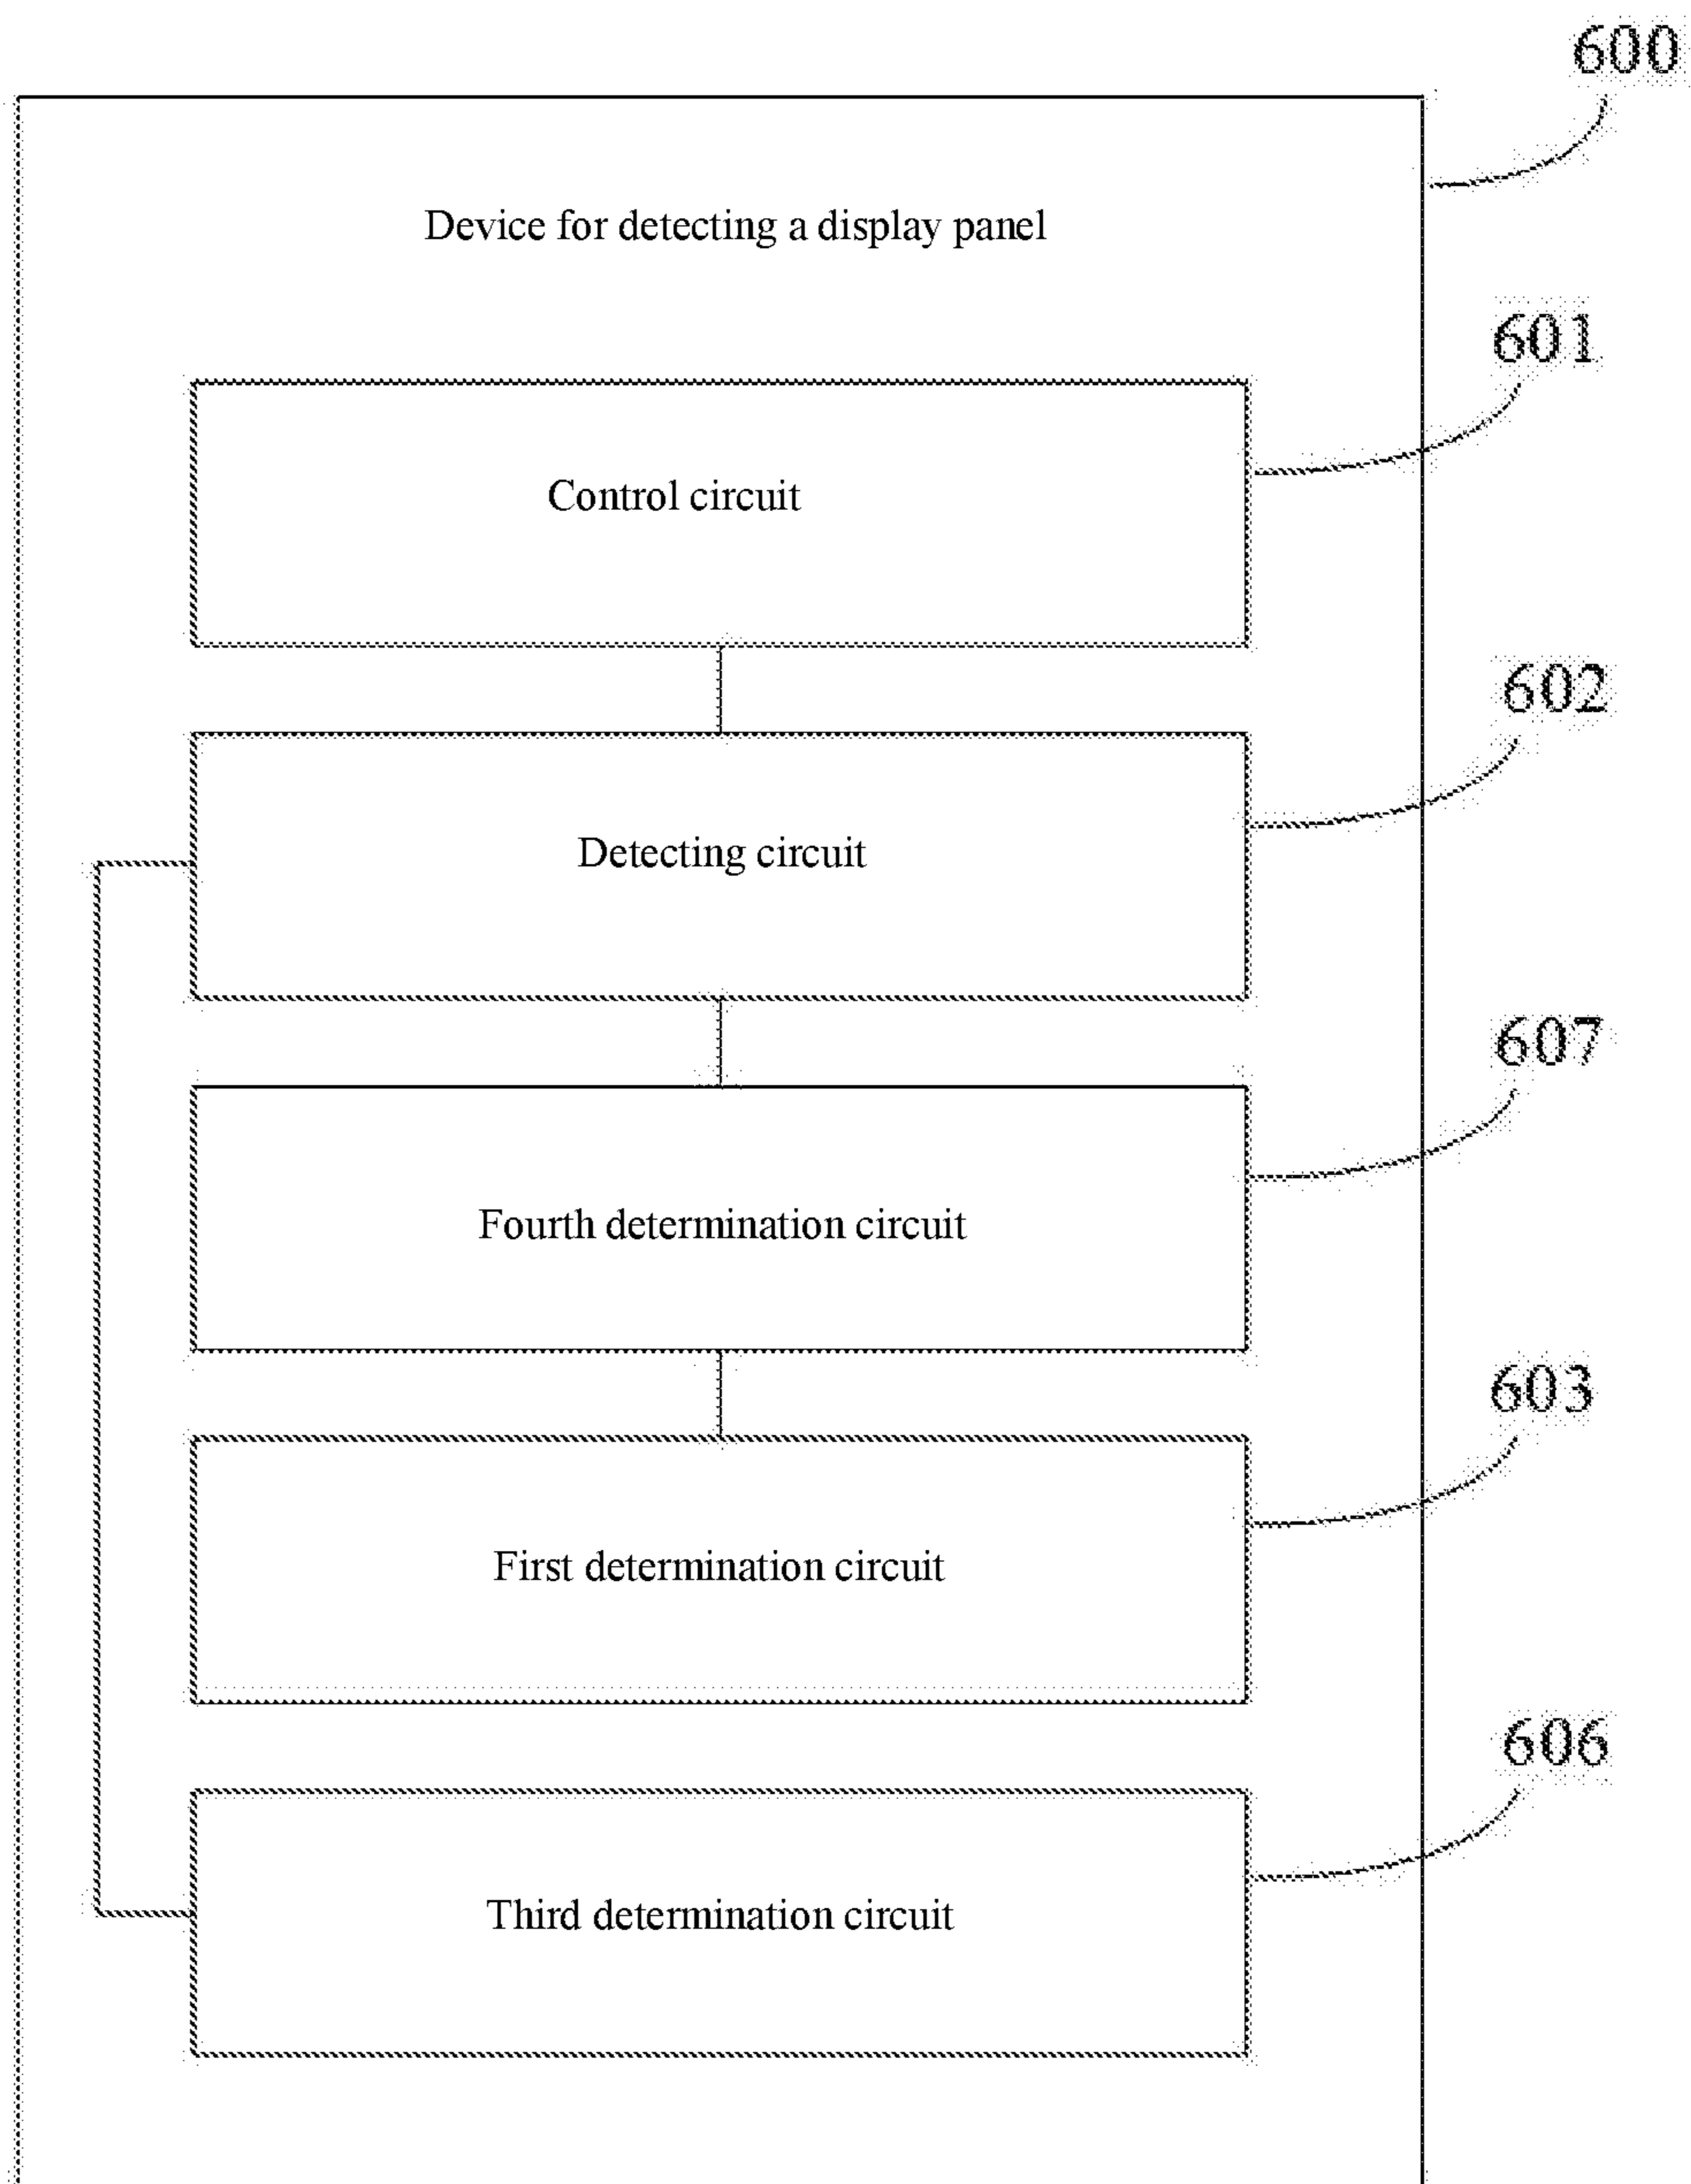 600
Device for detecting a display panel
601
Control circuit
602
Detecting circuit
607
Fourth determination circuit
603
First determination circuit
606
Third determination circuit